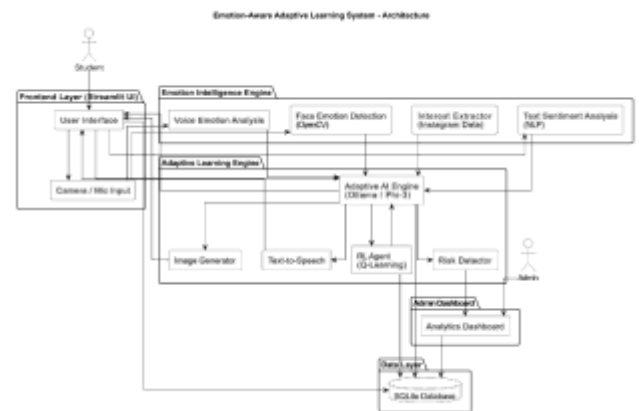 Emotion-Aware Adaptive Learning System - Architecture
Student
Frontend Layer (Streamlit UI)
User Interface
Camera / Mic Input
Emotion Intelligence Engine
Voice Emotion Analysis
Face Emotion Detection
(OpenCV)
Interest Extractor
(Instagram Data)
Text Sentiment Analysis
(NLP)
Adaptive Learning Engine
Adaptive AI Engine
(Ollama / Phi-3)
Image Generator
Text-to-Speech
RL Agent
(Q-Learning)
Risk Detector
Admin
Admin Dashboard
Analytics Dashboard
Data Layer
SQLite Database